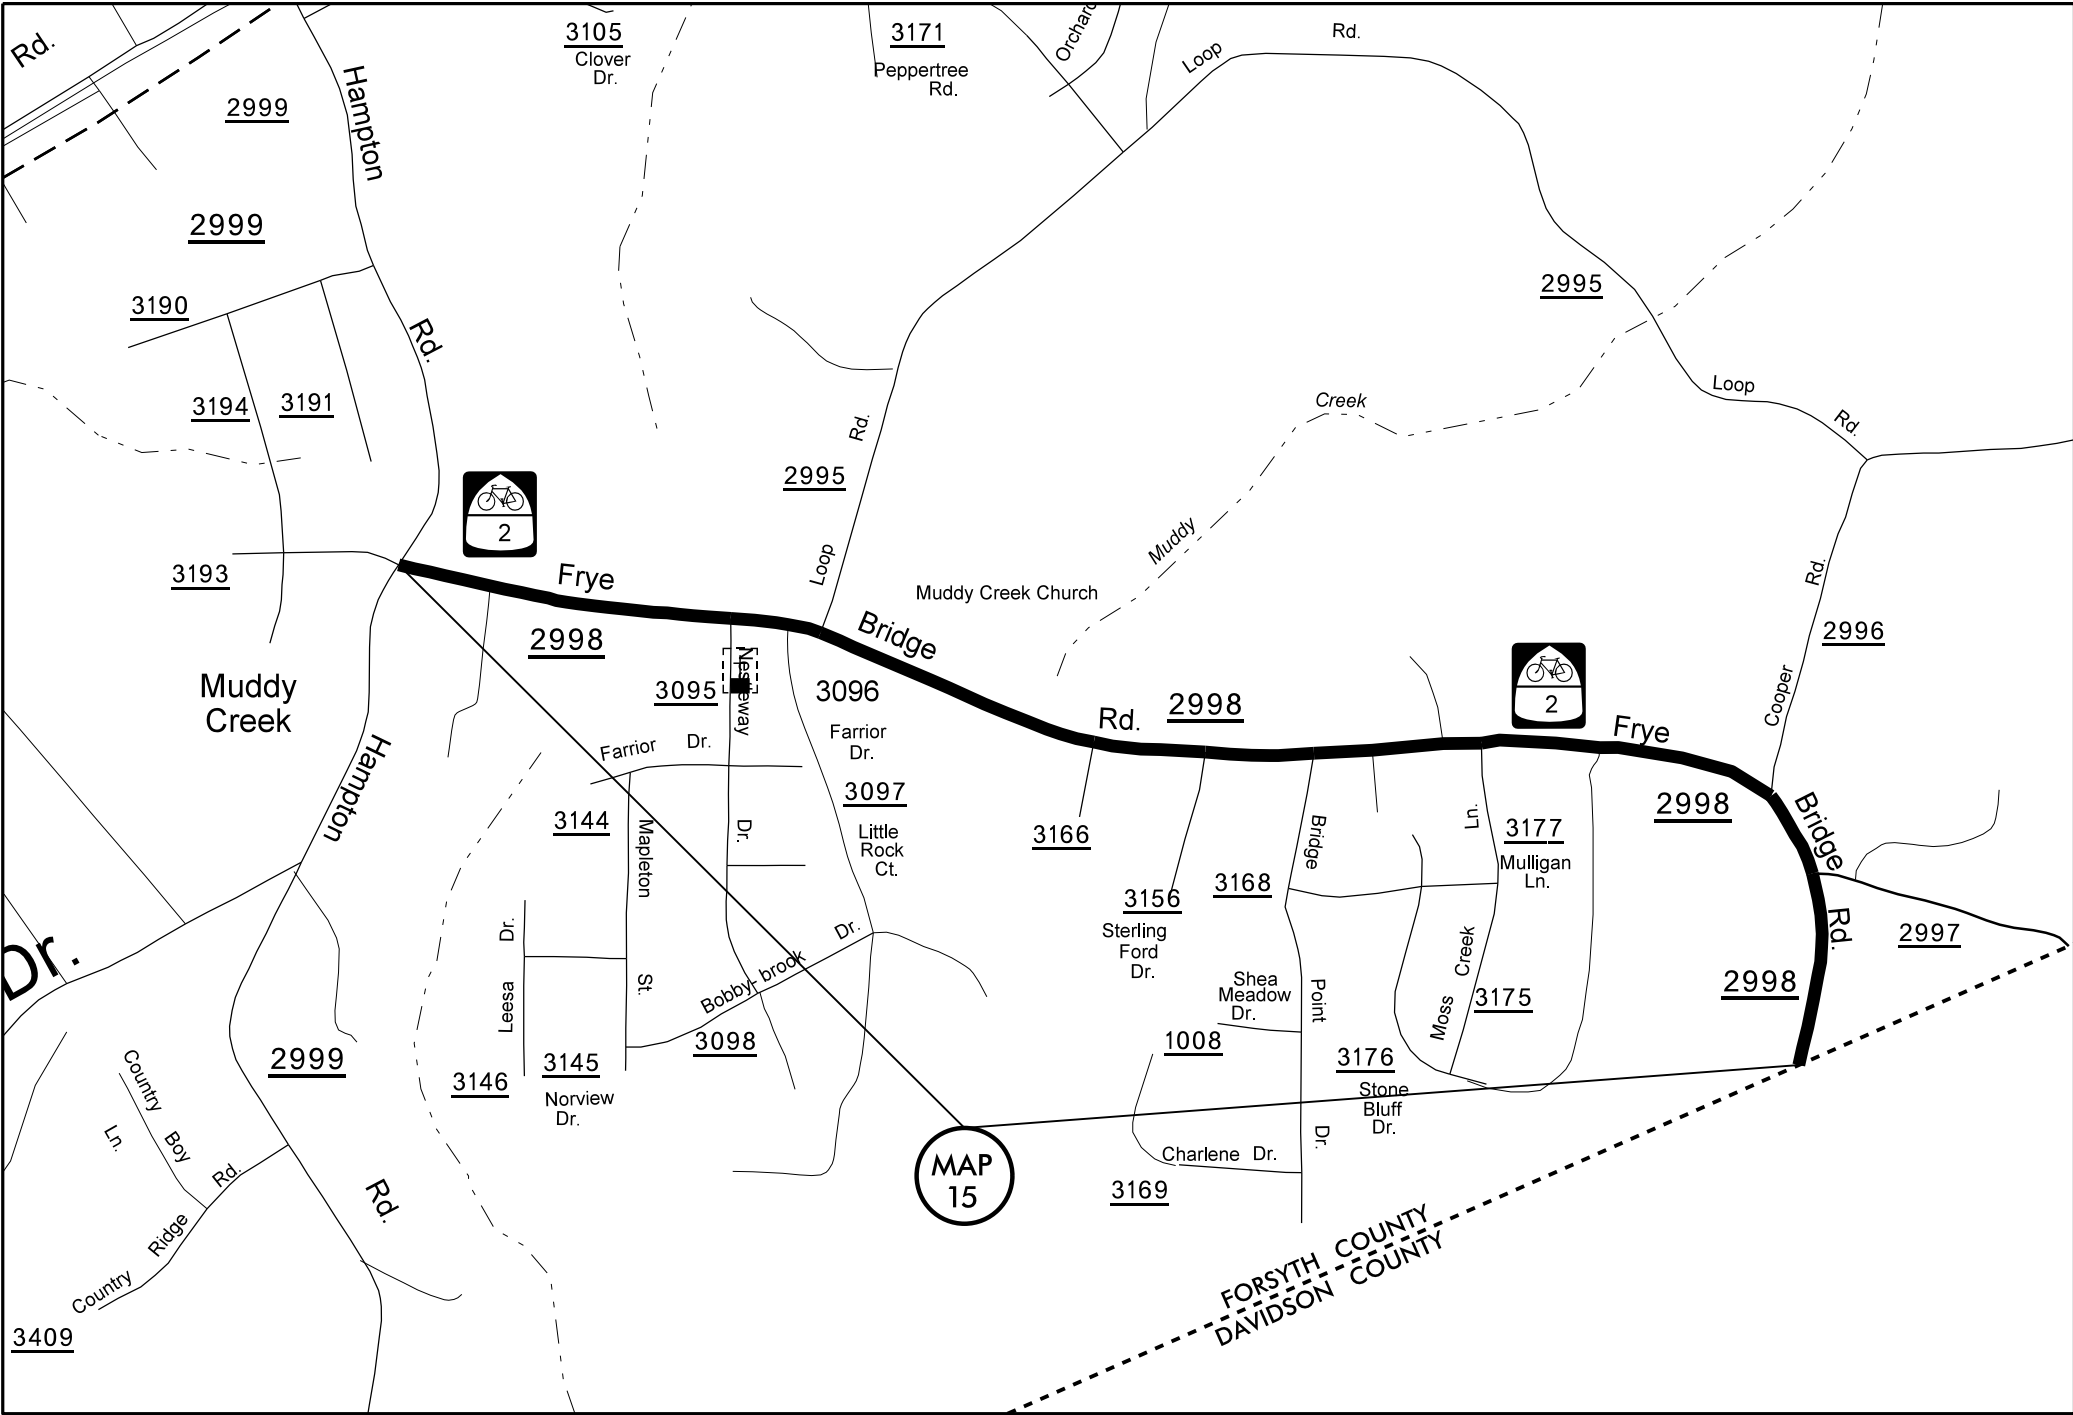 Rd.
3105
Clover
Dr.
3171
Peppertree
Rd.
Orchard
Loop
Rd.
2999
Hampton
2999
3190
Rd.
2995
3194
3191
Loop
Rd.
Creek
Rd.
2995
2
Muddy
Loop
Rd.
3193
Frye
Muddy Creek Church
2998
Bridge
2996
Cooper
Muddy
Creek
3095
Nestleway
3096
Farrior
Dr.
Rd.
2998
2
Frye
Farrior Dr.
Hampton
3097
Little
Rock
Ct.
3144
Mapleton
Dr.
3166
Bridge
Ln.
3177
Mulligan
Ln.
2998
Bridge
3156
Sterling
Ford
Dr.
3168
Rd.
2997
Dr.
Dr.
Dr.
Bobby-brook
Leesa
St.
Shea
Meadow
Dr.
Point
Creek
Moss
3175
2998
3098
1008
3176
Stone
Bluff
Dr.
2999
3146
3145
Norview
Dr.
Country
Boy
Ln.
Rd.
Ridge
Country
Rd.
MAP
15
Charlene Dr.
Dr.
3169
FORSYTH COUNTY
DAVIDSON COUNTY
3409